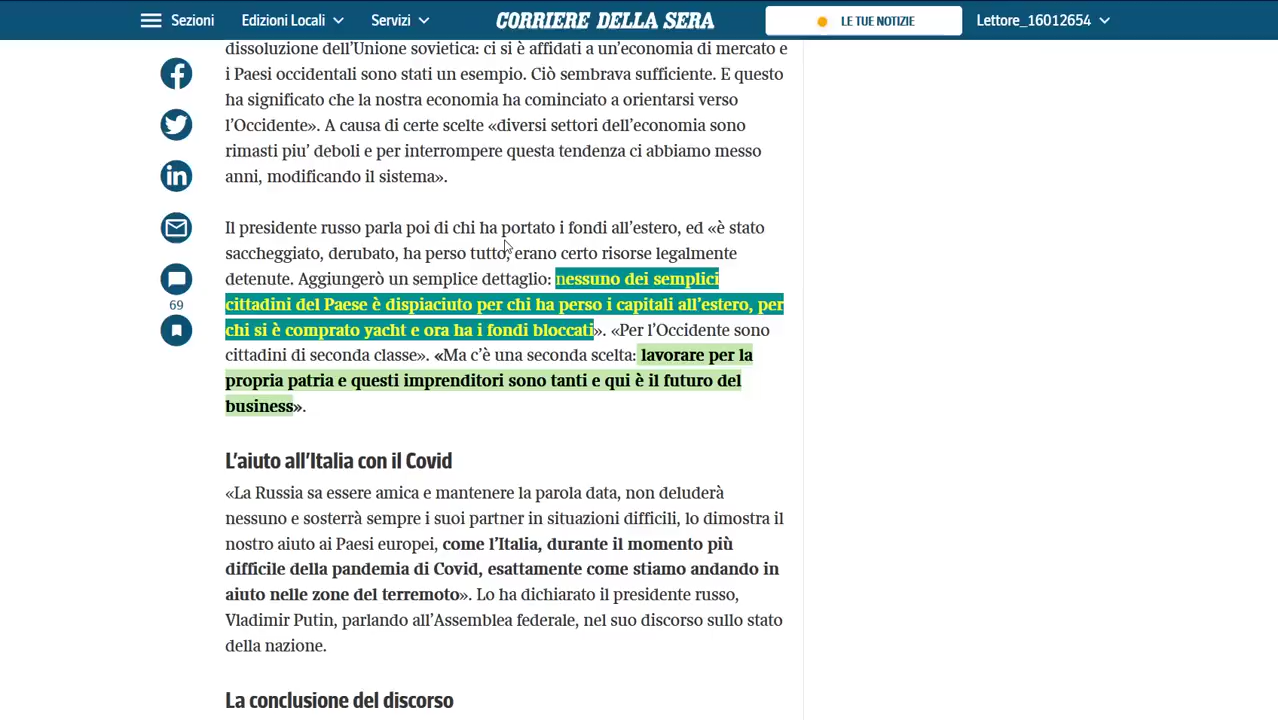 Sezioni
Edizioni Locali
Servizi
CORRIERE DELLA SERA
LE TUE NOTIZIE
Lettore_16012654
dissoluzione dell'Unione sovietica: ci si è affidati a un'economia di mercato e
i Paesi occidentali sono stati un esempio. Ciò sembrava sufficiente. E questo
ha significato che la nostra economia ha cominciato a orientarsi verso
l'Occidente». A causa di certe scelte «diversi settori dell'economia sono
rimasti piu' deboli e per interrompere questa tendenza ci abbiamo messo
anni, modificando il sistema».
Il presidente russo parla poi di chi ha portato i fondi all'estero, ed «è stato
saccheggiato, derubato, ha perso tutto, erano certo risorse legalmente
detenute. Aggiungerò un semplice dettaglio: nessuno dei semplici
cittadini del Paese è dispiaciuto per chi ha perso i capitali all'estero, per
chi si è comprato yacht e ora ha i fondi bloccati». «Per l'Occidente sono
cittadini di seconda classe». «Ma c'è una seconda scelta: lavorare per la
propria patria e questi imprenditori sono tanti e qui è il futuro del
business».
69
L'aiuto all'Italia con il Covid
«La Russia sa essere amica e mantenere la parola data, non deluderà
nessuno e sosterrà sempre i suoi partner in situazioni difficili, lo dimostra il
nostro aiuto ai Paesi europei, come l'Italia, durante il momento più
difficile della pandemia di Covid, esattamente come stiamo andando in
aiuto nelle zone del terremoto». Lo ha dichiarato il presidente russo,
Vladimir Putin, parlando all'Assemblea federale, nel suo discorso sullo stato
della nazione.
La conclusione del discorso